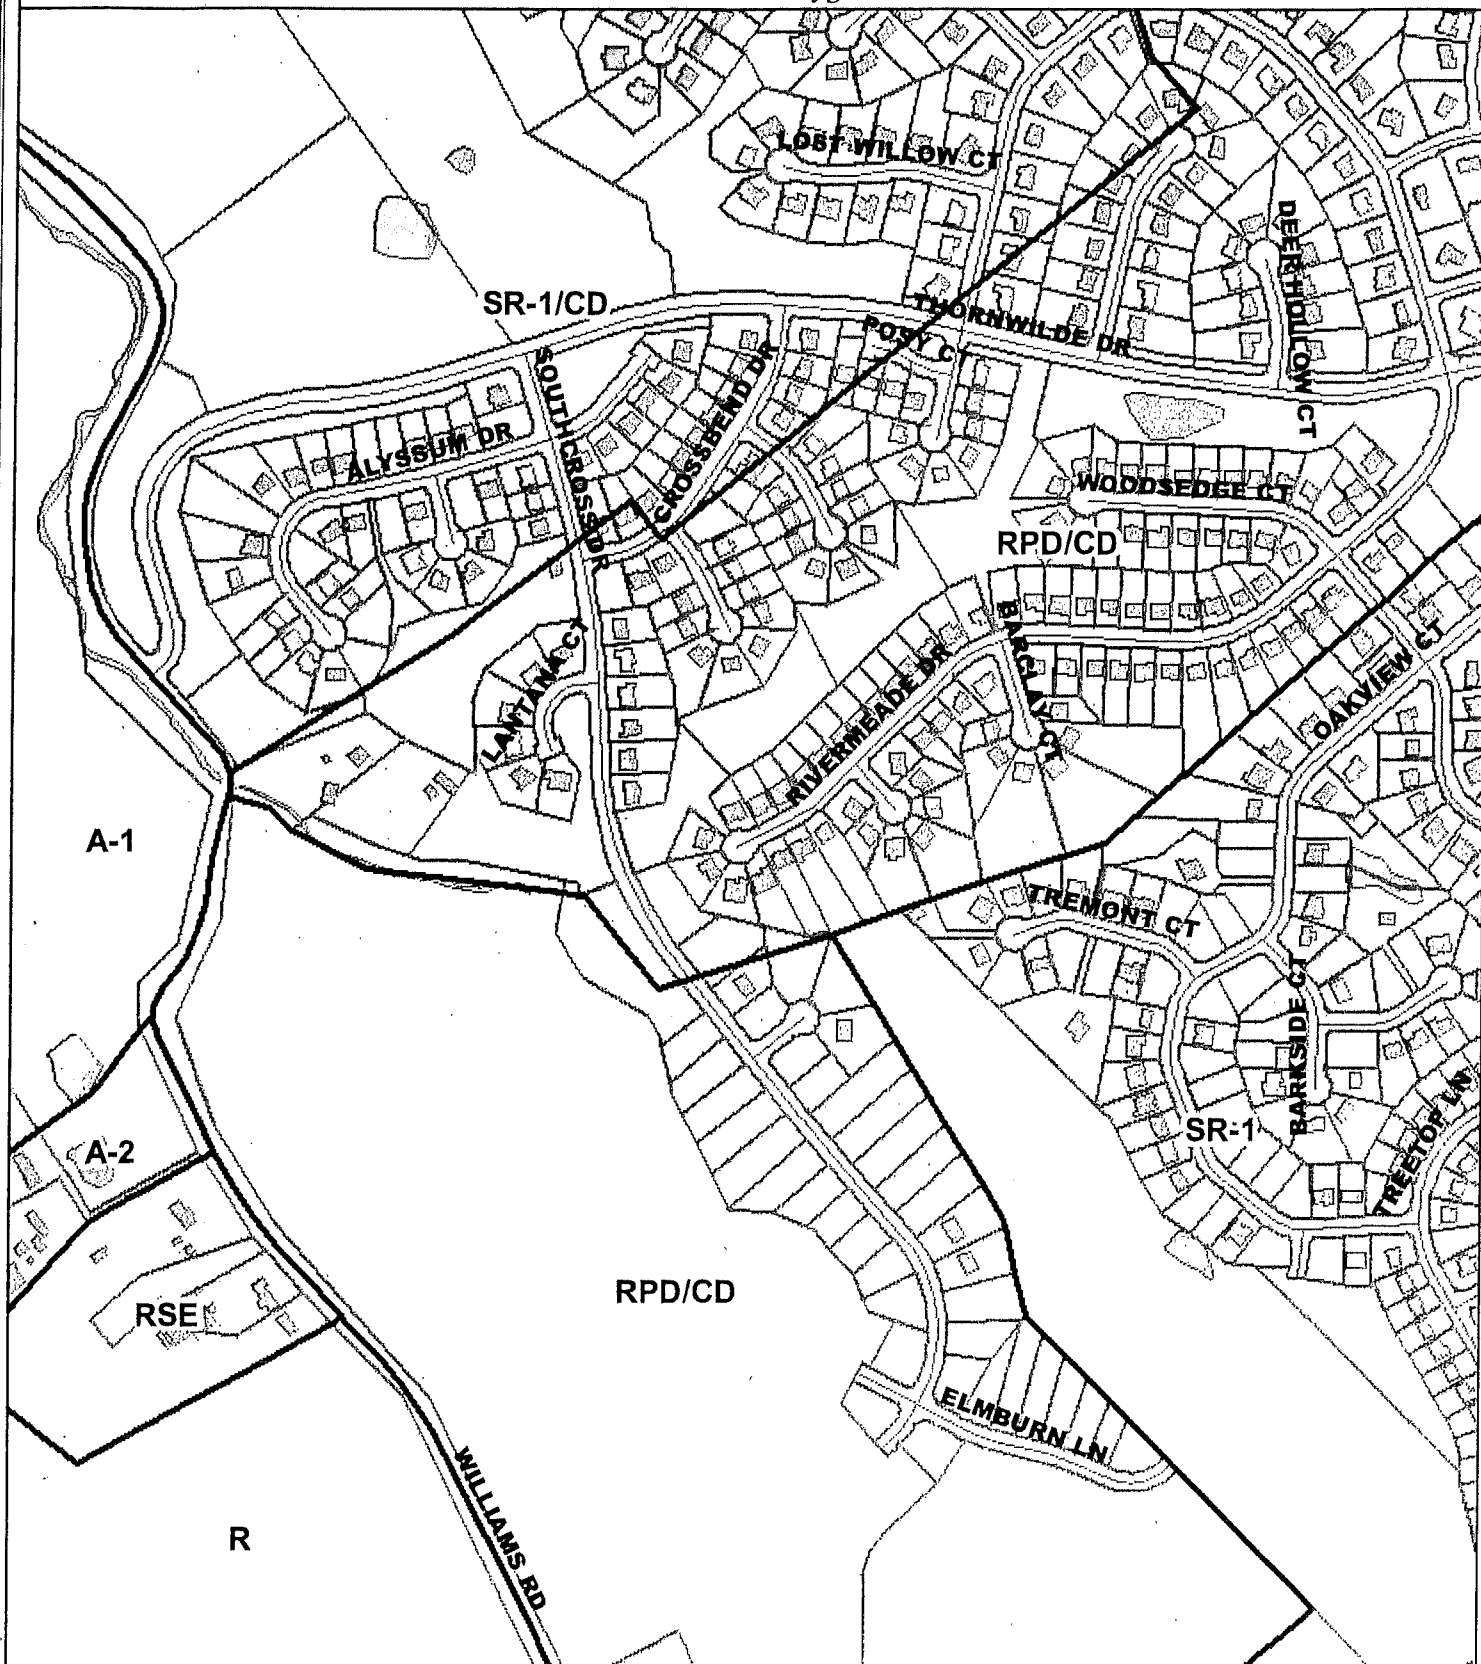 LOST WILLOW CT
DEERHOLLOW CT
SR-1/CD
THORNWILDE DR
POSY CT
SOUTHCROSS DR
CROSSBEND DR
ALYSSUM DR
WOODSEDGE CT
RPD/CD
LANTANA CT
BARCLAY CT
RIVERMEADE DR
OAKVIEW CT
A-1
TREMONT CT
BARKSIDE CT
TREETOP LN
SR-1
A-2
RPD/CD
RSE
ELMBURN LN
WILLIAMS RD
R